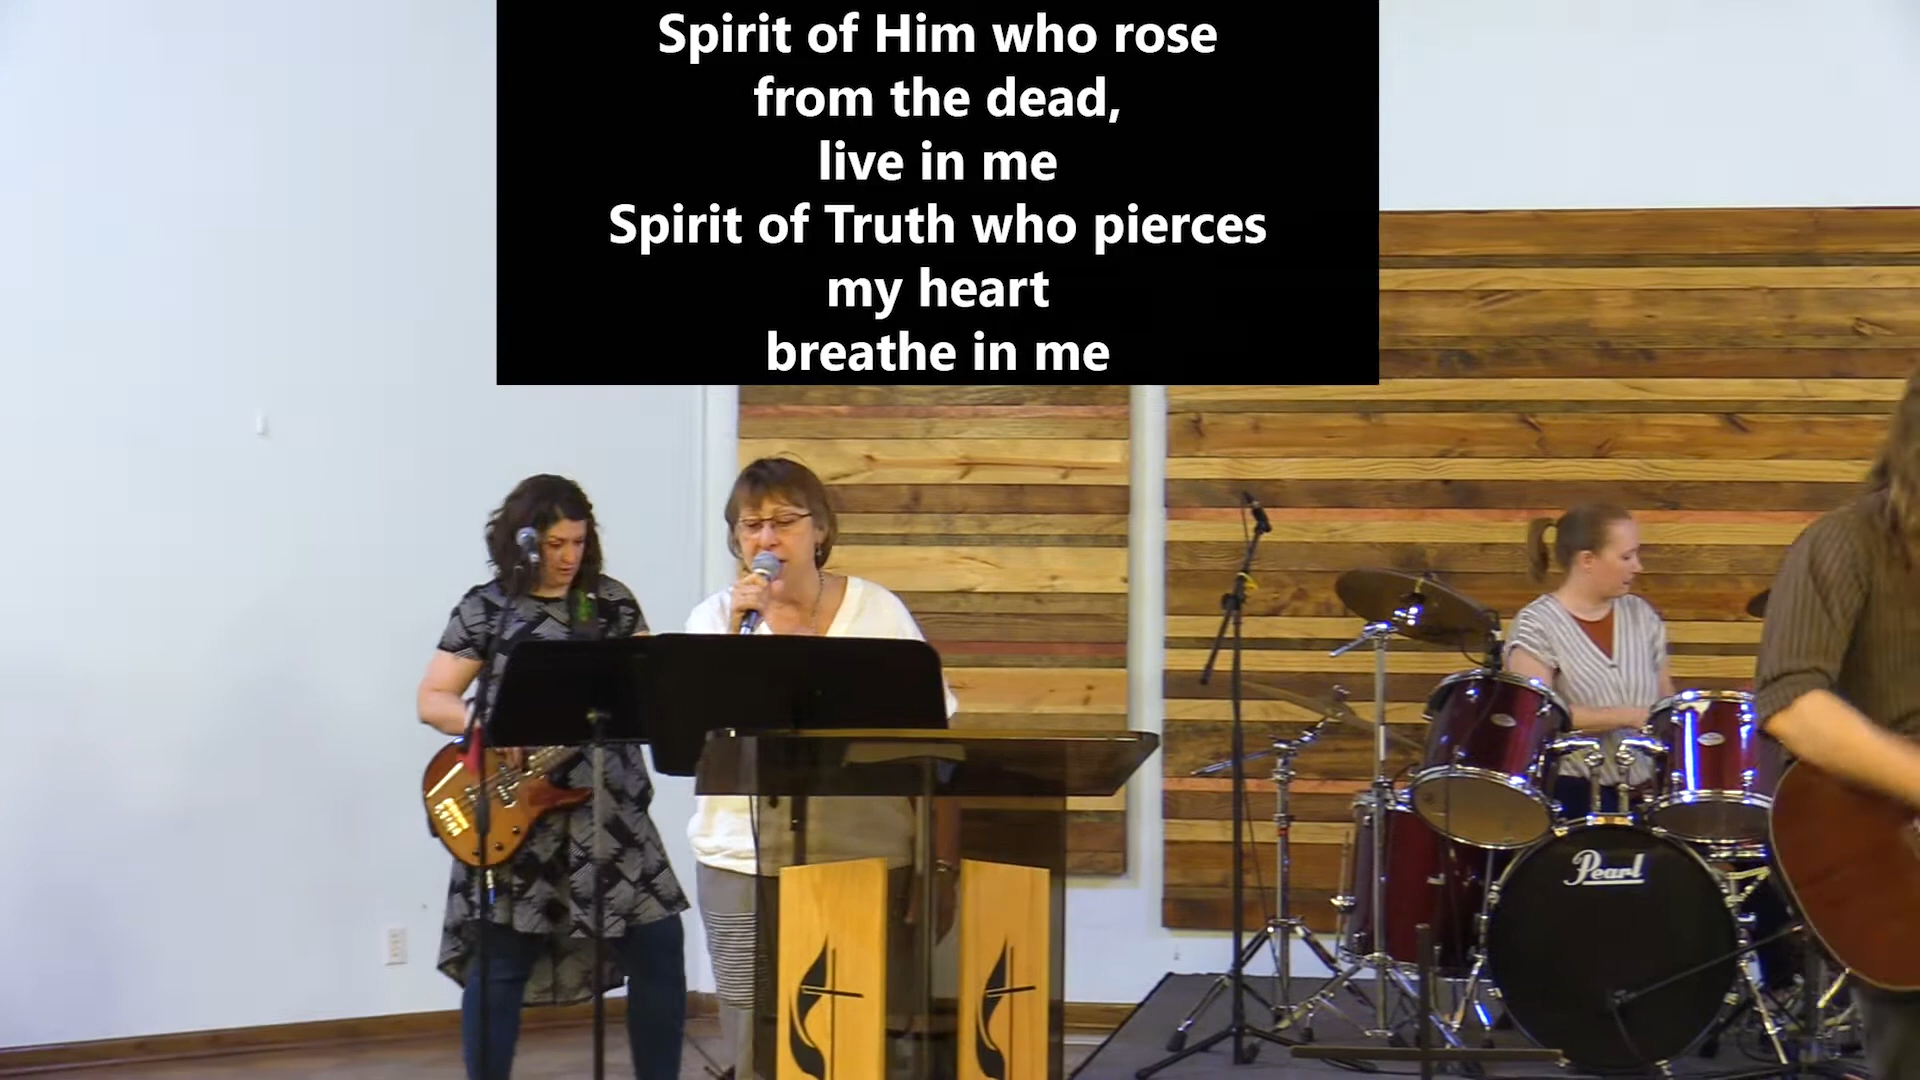 Spirit of Him who rose
from the dead,
live in me
Spirit of Truth who pierces
my heart
breathe in me
Pearl